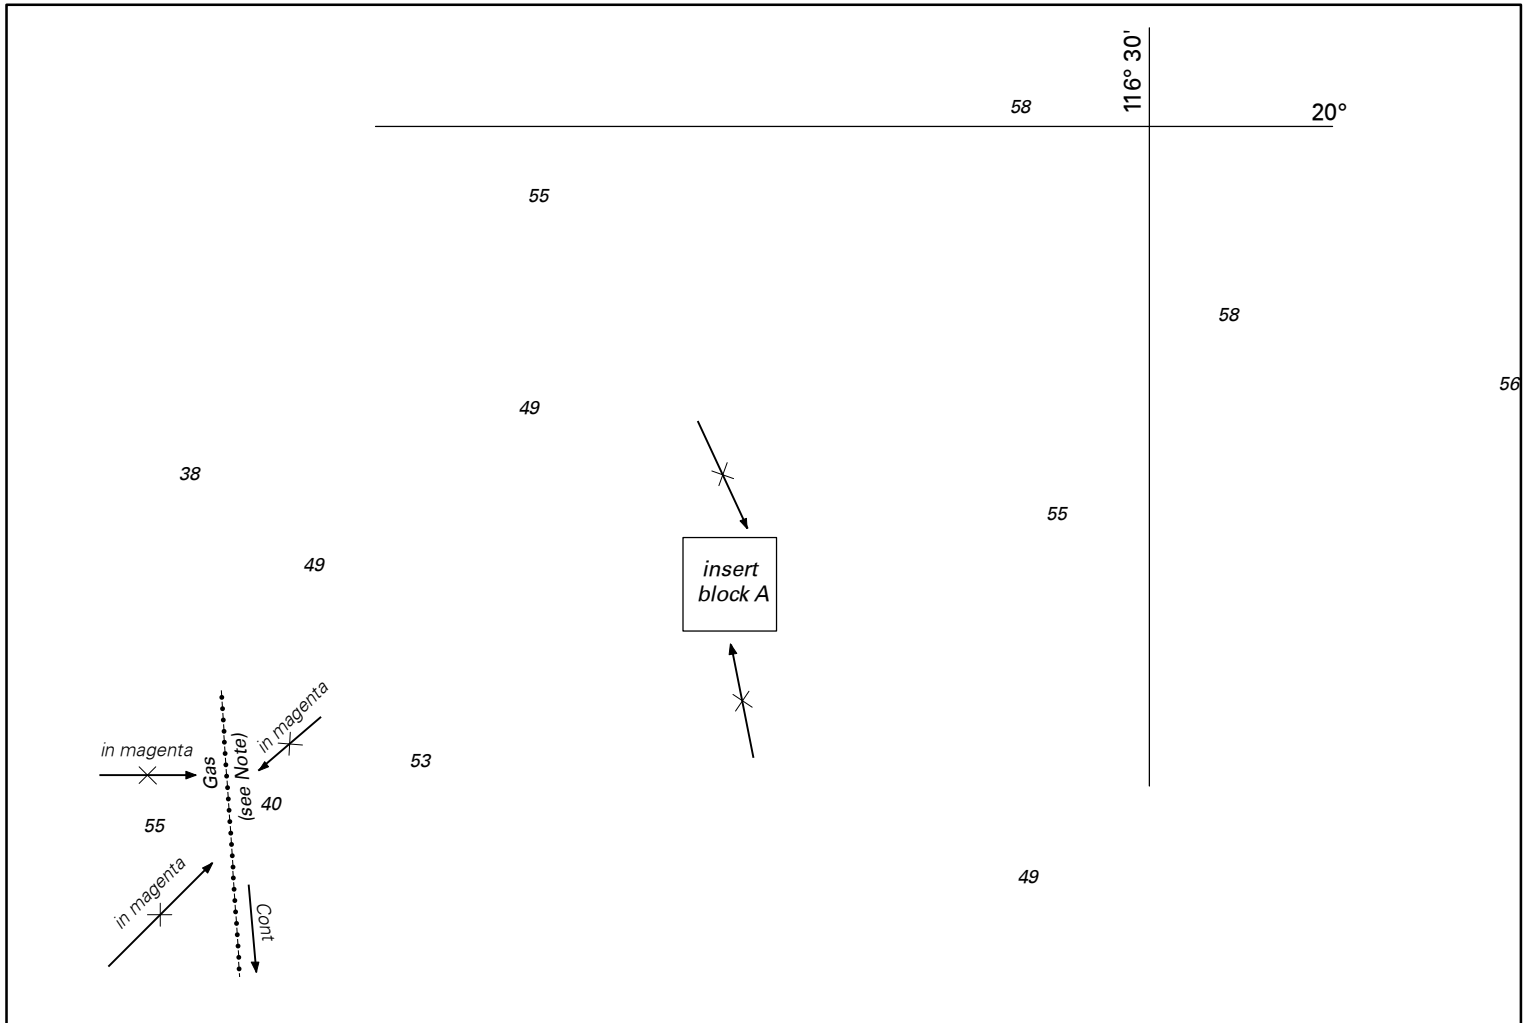 116° 30'
58
20°
55
58
56
49
38
55
49
insert
block A
in magenta
in magenta
Gas
(see Note)
53
40
55
in magenta
49
Cont